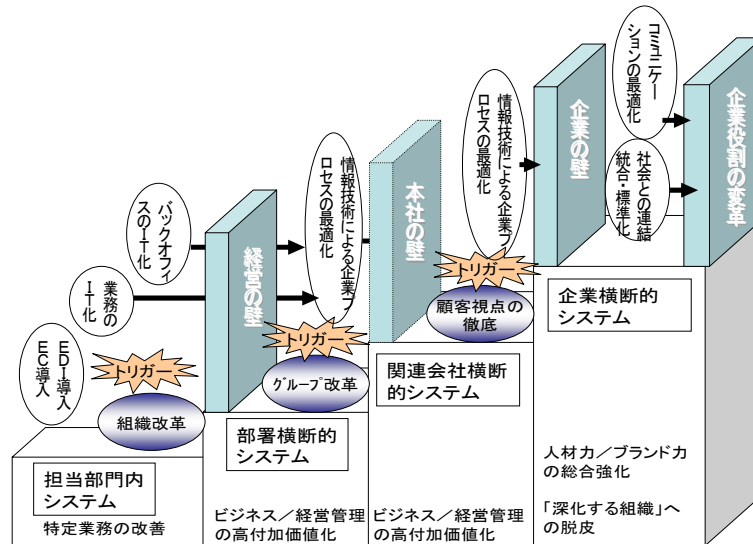 コミュニケー
ションの最適化
企業役割の変革
企業の壁
情報技術による企業プ
ロセスの最適化
社会との連結
統合・標準化
本社の壁
情報技術による企業プ
ロセスの最適化
バックオフィ
スのIT化
経営の壁
トリガー
顧客視点の
徹底
企業横断的
システム
業務の
IT化
トリガー
グループ改革
関連会社横断
的システム
EDI導入
EC導入
トリガー
組織改革
部署横断的
システム
担当部門内
システム
特定業務の改善
ビジネス/経営管理
の高付加価値化
ビジネス/経営管理
の高付加価値化
人材力/ブランド力
の総合強化
「深化する組織」へ
の脱皮